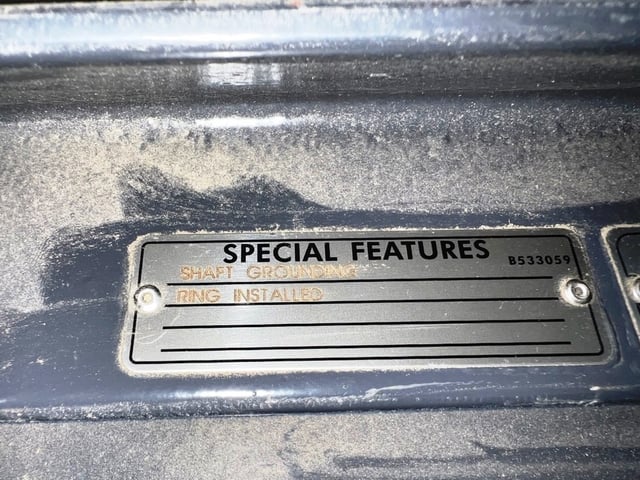 SPECIAL FEATURES
B533059
SHAFT GROUNDING
RING INSTALLED